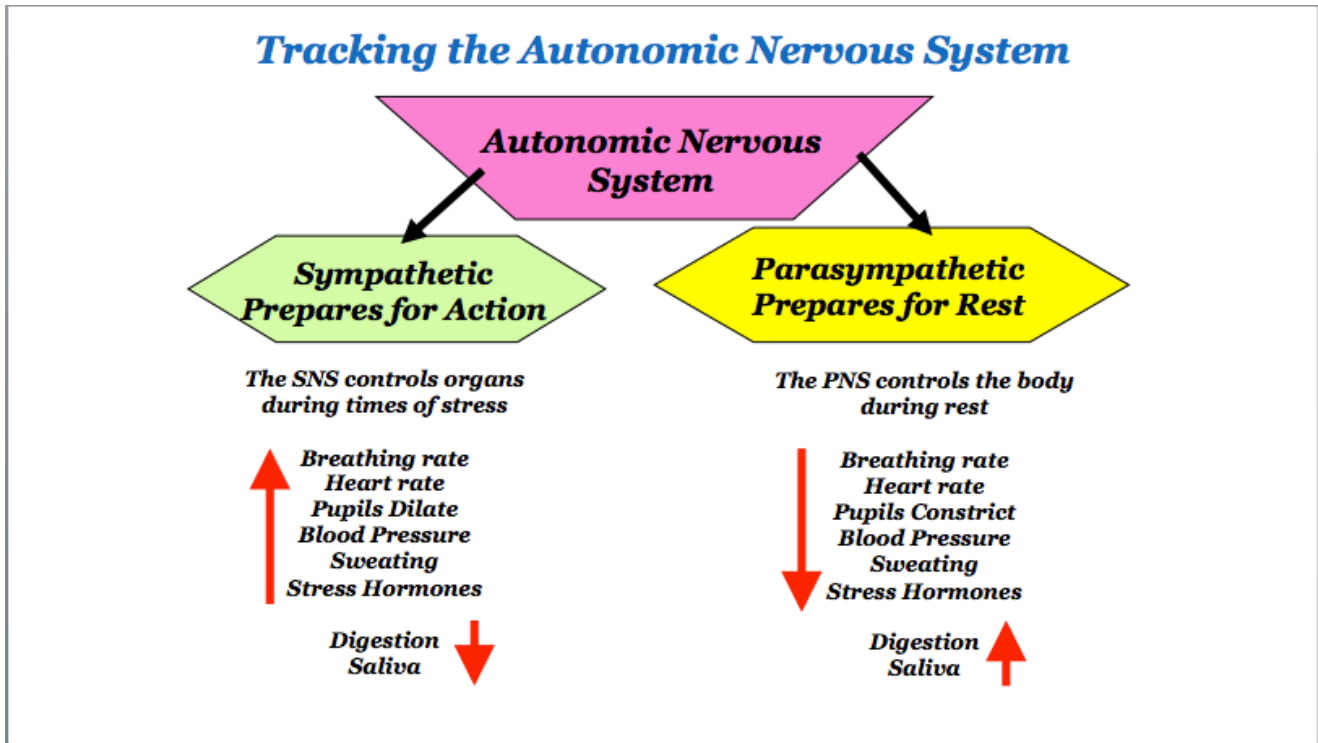 Tracking the Autonomic Nervous System
Autonomic Nervous
System
Sympathetic
Prepares for Action
The SNS controls organs
during times of stress
Breathing rate
Heart rate
Pupils Dilate
Blood Pressure
Sweating
Stress Hormones
Digestion
Saliva
Parasympathetic
Prepares for Rest
The PNS controls the body
during rest
Breathing rate
Heart rate
Pupils Constrict
Blood Pressure
Sweating
Stress Hormones
Digestion
Saliva